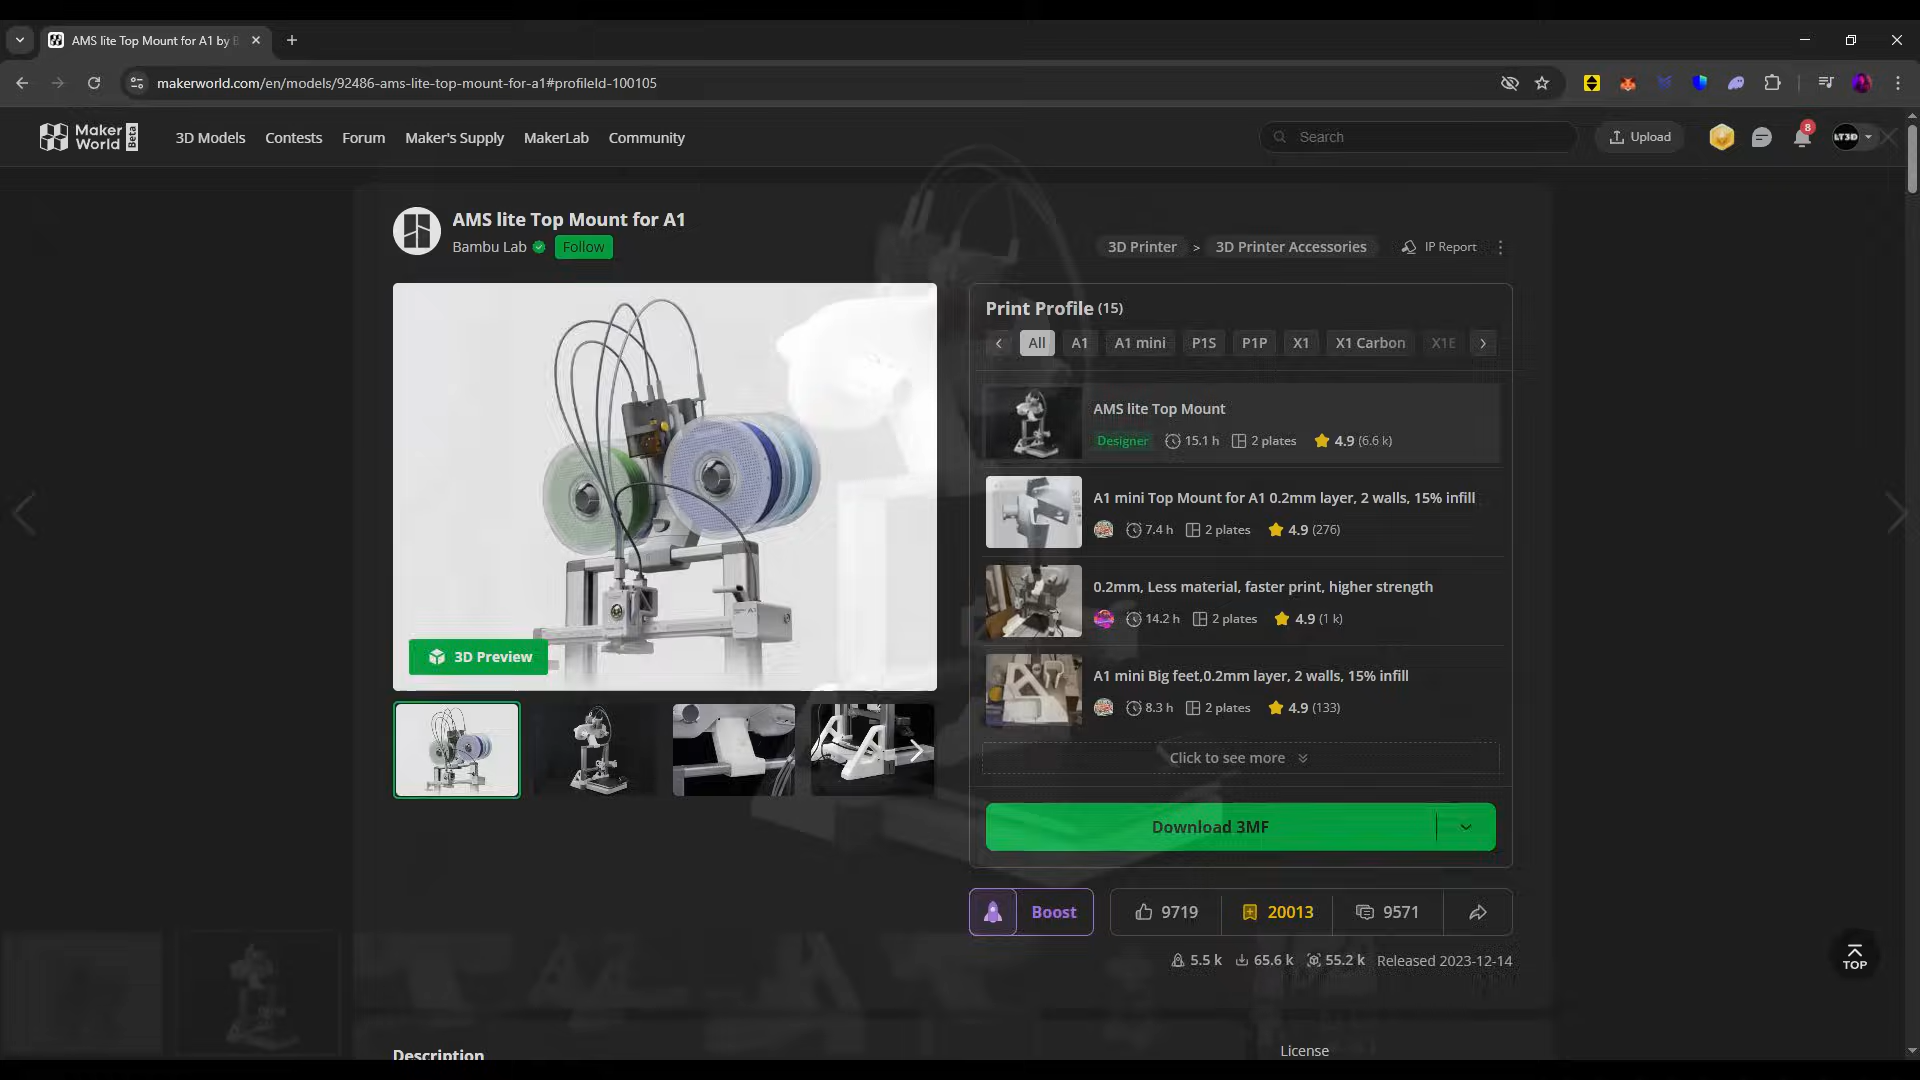 AMS lite Top Mount for A1 by
makerworld.com/en/models/92486-ams-lite-top-mount-for-a1#profileId-100105
Maker World Beta
3D Models Contests Forum Maker's Supply MakerLab Community
Search
Upload
8
LT3D
AMS lite Top Mount for A1
Bambu Lab Follow
3D Printer > 3D Printer Accessories
IP Report
3D Preview
Print Profile (15)
All A1 A1 mini P1S P1P X1 X1 Carbon X1E
AMS lite Top Mount
Designer 15.1 h 2 plates 4.9 (6.6 k)
A1 mini Top Mount for A1 0.2mm layer, 2 walls, 15% infill
7.4 h 2 plates 4.9 (276)
0.2mm, Less material, faster print, higher strength
14.2 h 2 plates 4.9 (1 k)
A1 mini Big feet,0.2mm layer, 2 walls, 15% infill
8.3 h 2 plates 4.9 (133)
Click to see more
Download 3MF
Boost 9719 20013 9571
5.5 k 65.6 k 55.2 k Released 2023-12-14
TOP
Description
License